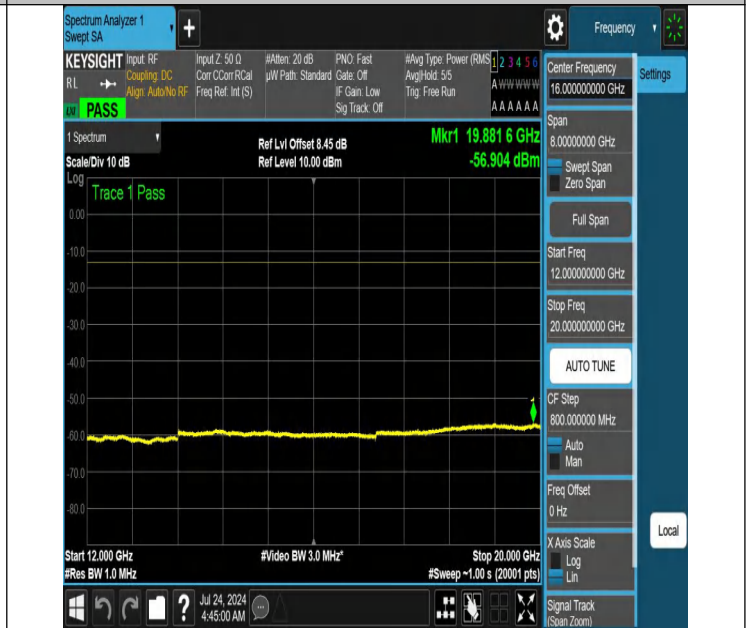 Spectrum Analyzer 1
Swept SA
+
Frequency
KEYSIGHT
RL
PASS
Input: RF
Coupling: DC
Align: Auto/No RF
Input Z: 50 Ω
Corr CCorr RCal
Freq Ref: Int (S)
#Atten: 20 dB
µW Path: Standard
PNO: Fast
Gate: Off
IF Gain: Low
Sig Track: Off
#Avg Type: Power (RMS
Avg|Hold: 5/5
Trig: Free Run
1 2 3 4 5 6
A W W W W W
A A A A A A
1 Spectrum
Scale/Div 10 dB
Ref Lvl Offset 8.45 dB
Ref Level 10.00 dBm
Mkr1 19.881 6 GHz
-56.904 dBm
Log
Trace 1 Pass
0.00
-10.0
-20.0
-30.0
-40.0
-50.0
-60.0
-70.0
-80.0
1
Start 12.000 GHz
#Res BW 1.0 MHz
#Video BW 3.0 MHz*
Stop 20.000 GHz
#Sweep ~1.00 s (20001 pts)
?
Jul 24, 2024
4:45:00 AM
Center Frequency
16.000000000 GHz
Settings
Span
8.00000000 GHz
Swept Span
Zero Span
Full Span
Start Freq
12.000000000 GHz
Stop Freq
20.000000000 GHz
AUTO TUNE
CF Step
800.000000 MHz
Auto
Man
Freq Offset
0 Hz
X Axis Scale
Log
Lin
Local
Signal Track
(Span Zoom)